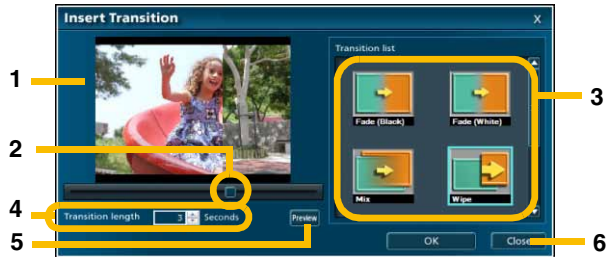 Insert Transition X
1
Transition list
3
Fade (Black) Fade (White)
2
Mix Wipe
4
Transition length 3 Seconds
Preview
5
OK Close
6